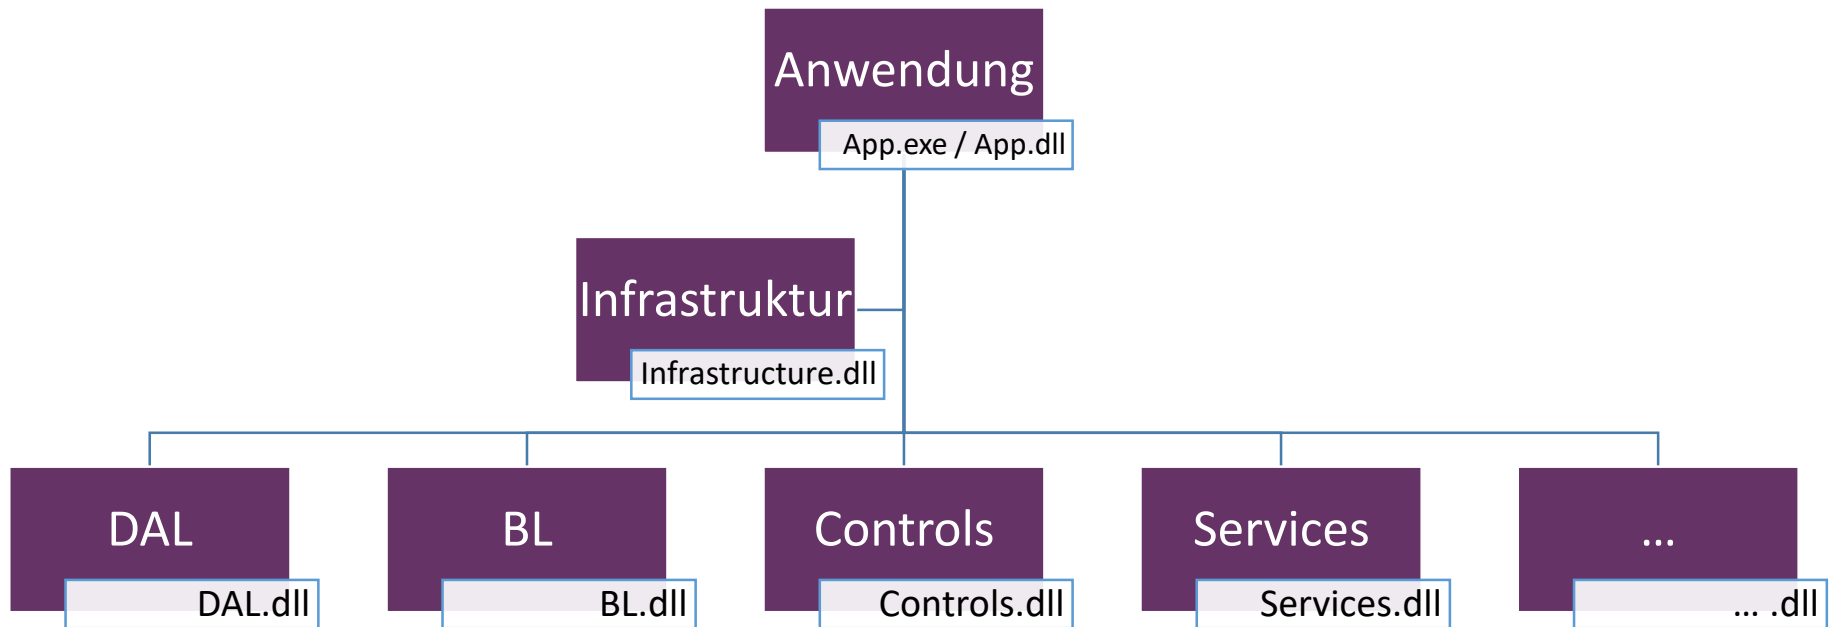 Anwendung
App.exe / App.dll
Infrastruktur
Infrastructure.dll
DAL
DAL.dll
BL
BL.dll
Controls
Controls.dll
Services
Services.dll
...
... .dll